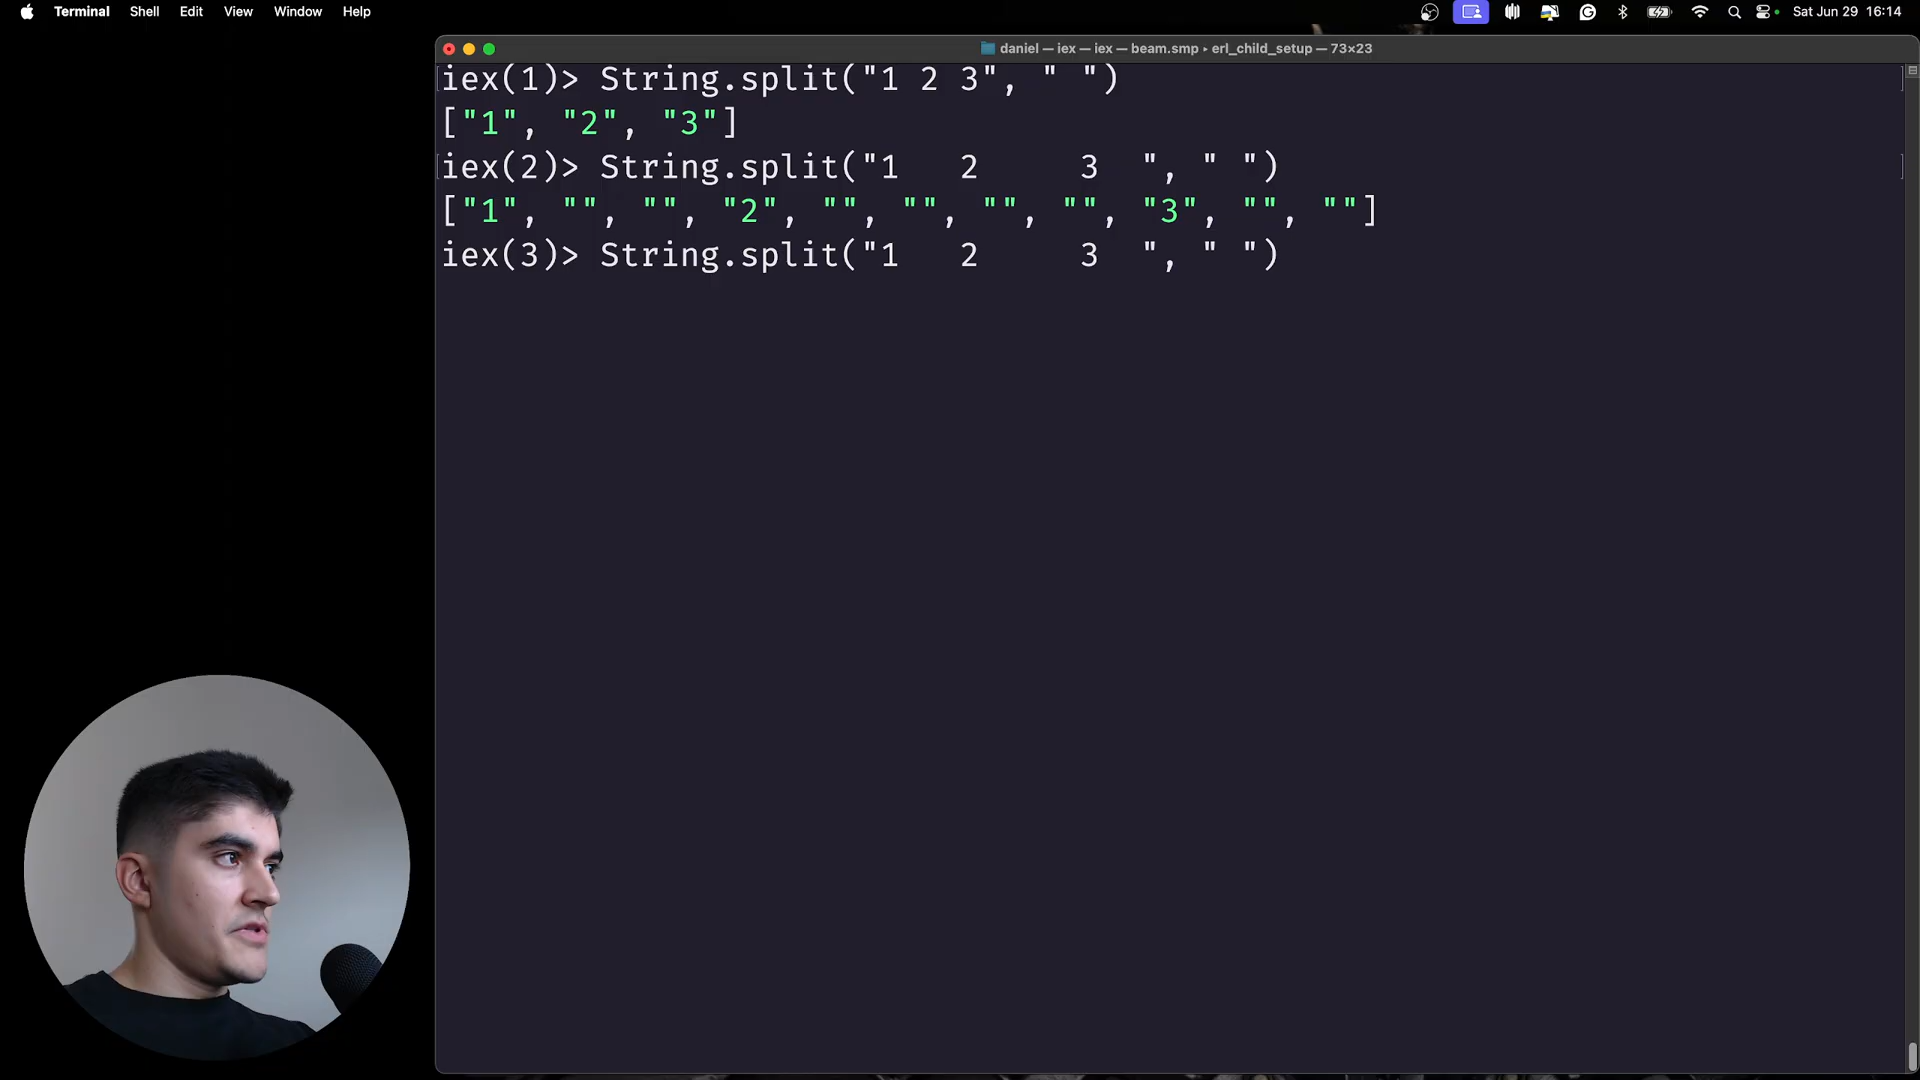 Terminal Shell Edit View Window Help Sat Jun 29 16:14
daniel — iex — iex — beam.smp ▸ erl_child_setup — 73×23
iex(1)> String.split("1 2 3", " ")
["1", "2", "3"]
iex(2)> String.split("1   2     3  ", " ")
["1", "", "", "2", "", "", "", "", "3", "", ""]
iex(3)> String.split("1   2     3  ", " ")